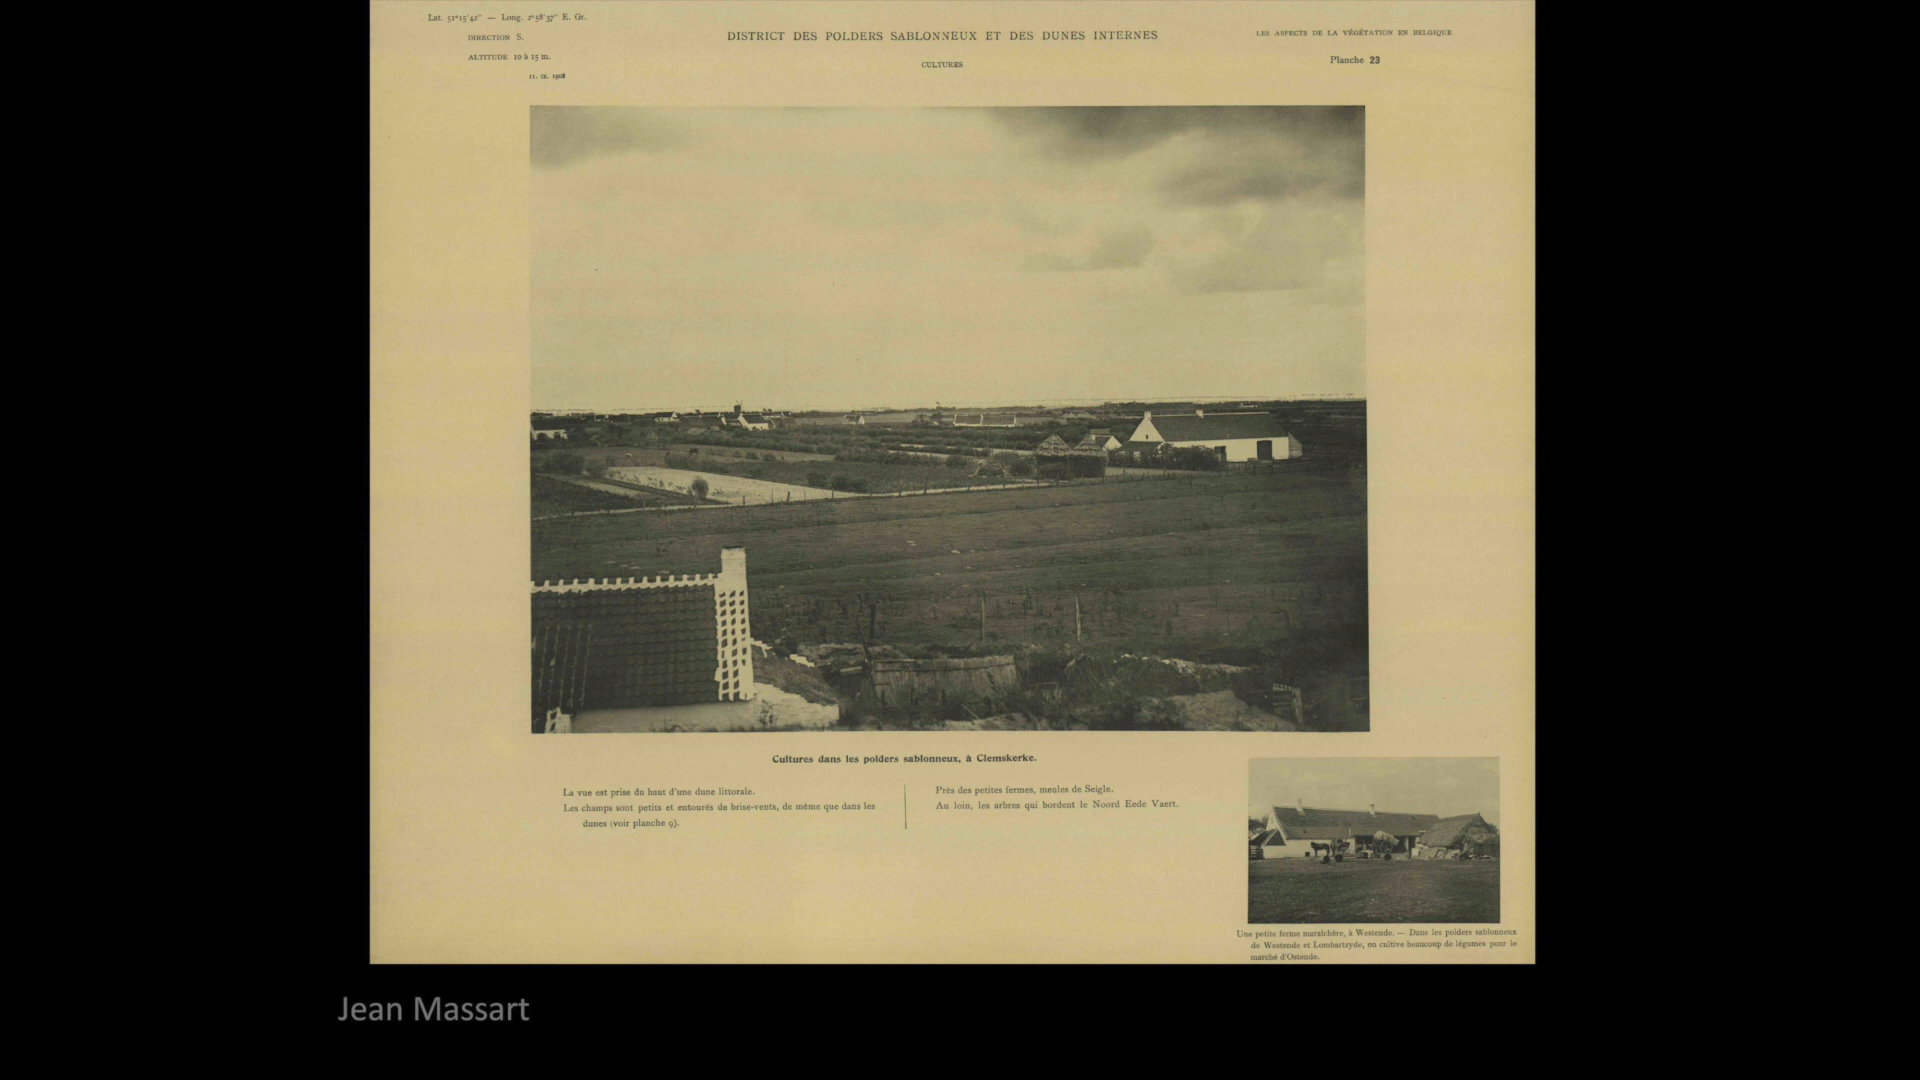 Lat. 51°15'42" — Long. 2°58'37" E. Gr.
DIRECTION S.
ALTITUDE 10 à 15 m.
11. IX. 1908
DISTRICT DES POLDERS SABLONNEUX ET DES DUNES INTERNES
CULTURES
LES ASPECTS DE LA VÉGÉTATION EN BELGIQUE
Planche 23
Cultures dans les polders sablonneux, à Clemskerke.
La vue est prise du haut d'une dune littorale.
Les champs sont petits et entourés de brise-vents, de même que dans les
dunes (voir planche 9).
Près des petites fermes, meules de Seigle.
Au loin, les arbres qui bordent le Noord Eede Vaert.
Une petite ferme maraîchère, à Westende. — Dans les polders sablonneux
de Westende et Lombartzyde, on cultive beaucoup de légumes pour le
marché d'Ostende.
Jean Massart